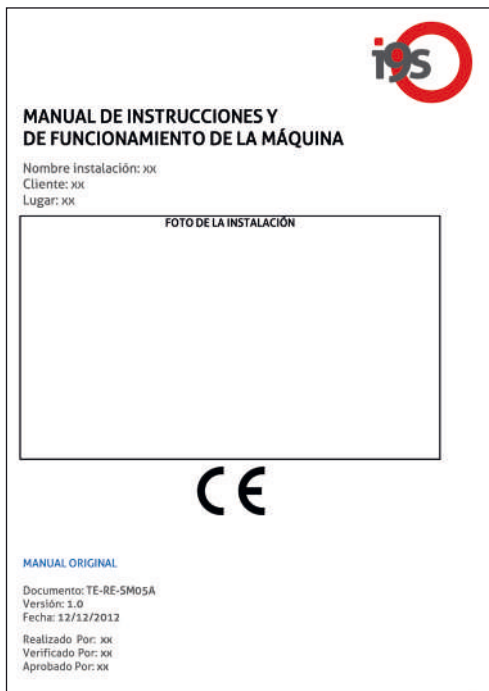 i9s
MANUAL DE INSTRUCCIONES Y
DE FUNCIONAMIENTO DE LA MÁQUINA
Nombre instalación: xx
Cliente: xx
Lugar: xx
FOTO DE LA INSTALACIÓN
CE
MANUAL ORIGINAL
Documento: TE-RE-SM05A
Versión: 1.0
Fecha: 12/12/2012
Realizado Por: xx
Verificado Por: xx
Aprobado Por: xx